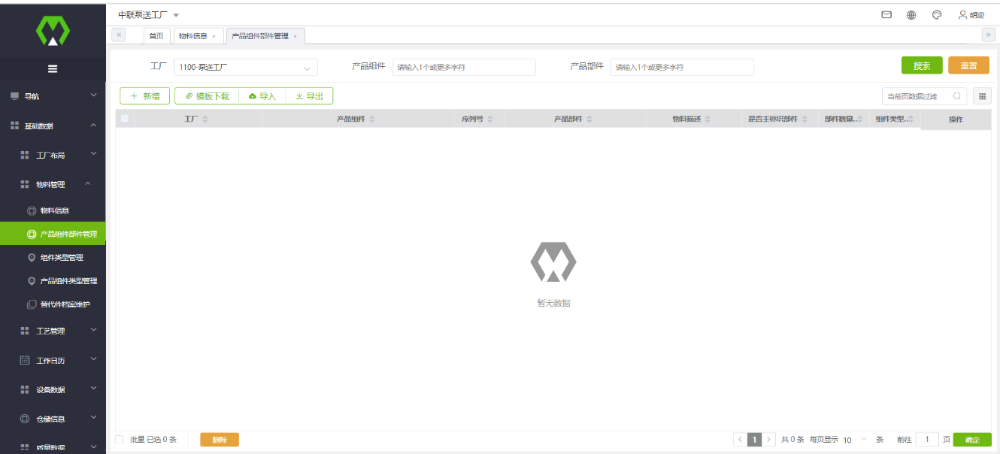 中联泵送工厂
胡迎
首页 物料信息 × 产品组件部件管理 ×
工厂 1100-泵送工厂 产品组件 请输入1个或更多字符 产品部件 请输入1个或更多字符 搜索 重置
新增 模板下载 导入 导出 当前页数据过滤
工厂 产品组件 序列号 产品部件 物料描述 是否主标识部件 部件数量... 组件类型... 操作
导航
基础数据
工厂布局
物料管理
物料信息
产品组件部件管理
组件类型管理
产品组件类型管理
替代件档案维护
工艺管理
工作日历
设备数据
仓储信息
质量数据
暂无数据
批量 已选 0 条 删除 1 共 0 条 每页显示 10 条 前往 1 页 确定